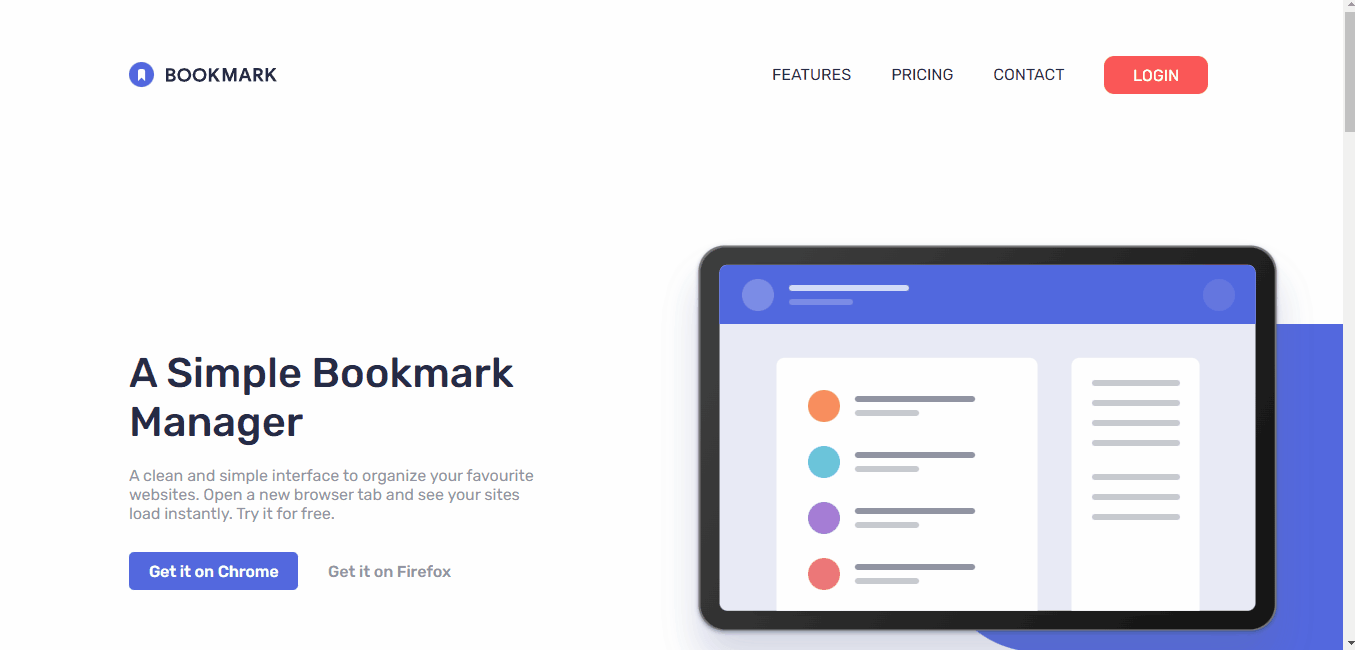 BOOKMARK
FEATURES
PRICING
CONTACT
LOGIN
A Simple Bookmark
Manager
A clean and simple interface to organize your favourite
websites. Open a new browser tab and see your sites
load instantly. Try it for free.
Get it on Chrome
Get it on Firefox